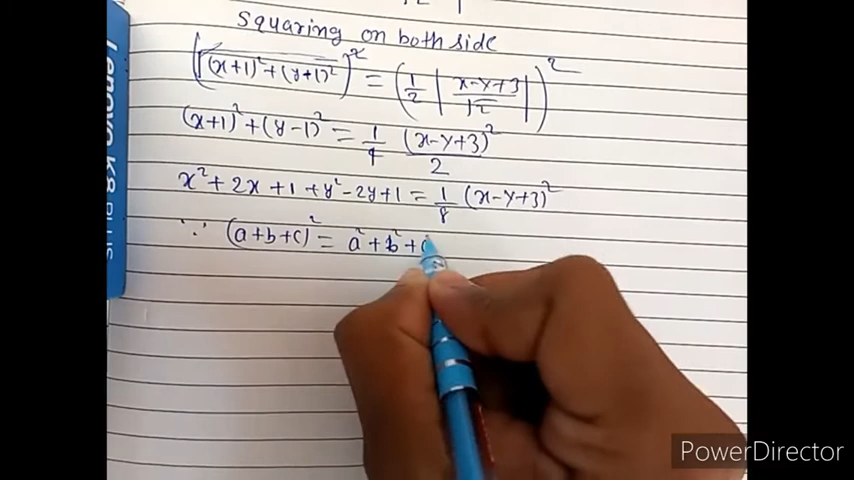 Squaring on both side
(√(x+1)²+(y+1)²)² = (1/2 |x-y+3/√2|)²
(x+1)²+(y-1)² = 1/4 (x-y+3)²/2
x²+2x+1+y²-2y+1 = 1/8 (x-y+3)²
∵ (a+b+c)² = a²+b²+c
Lenovo K8 PLUS
PowerDirector